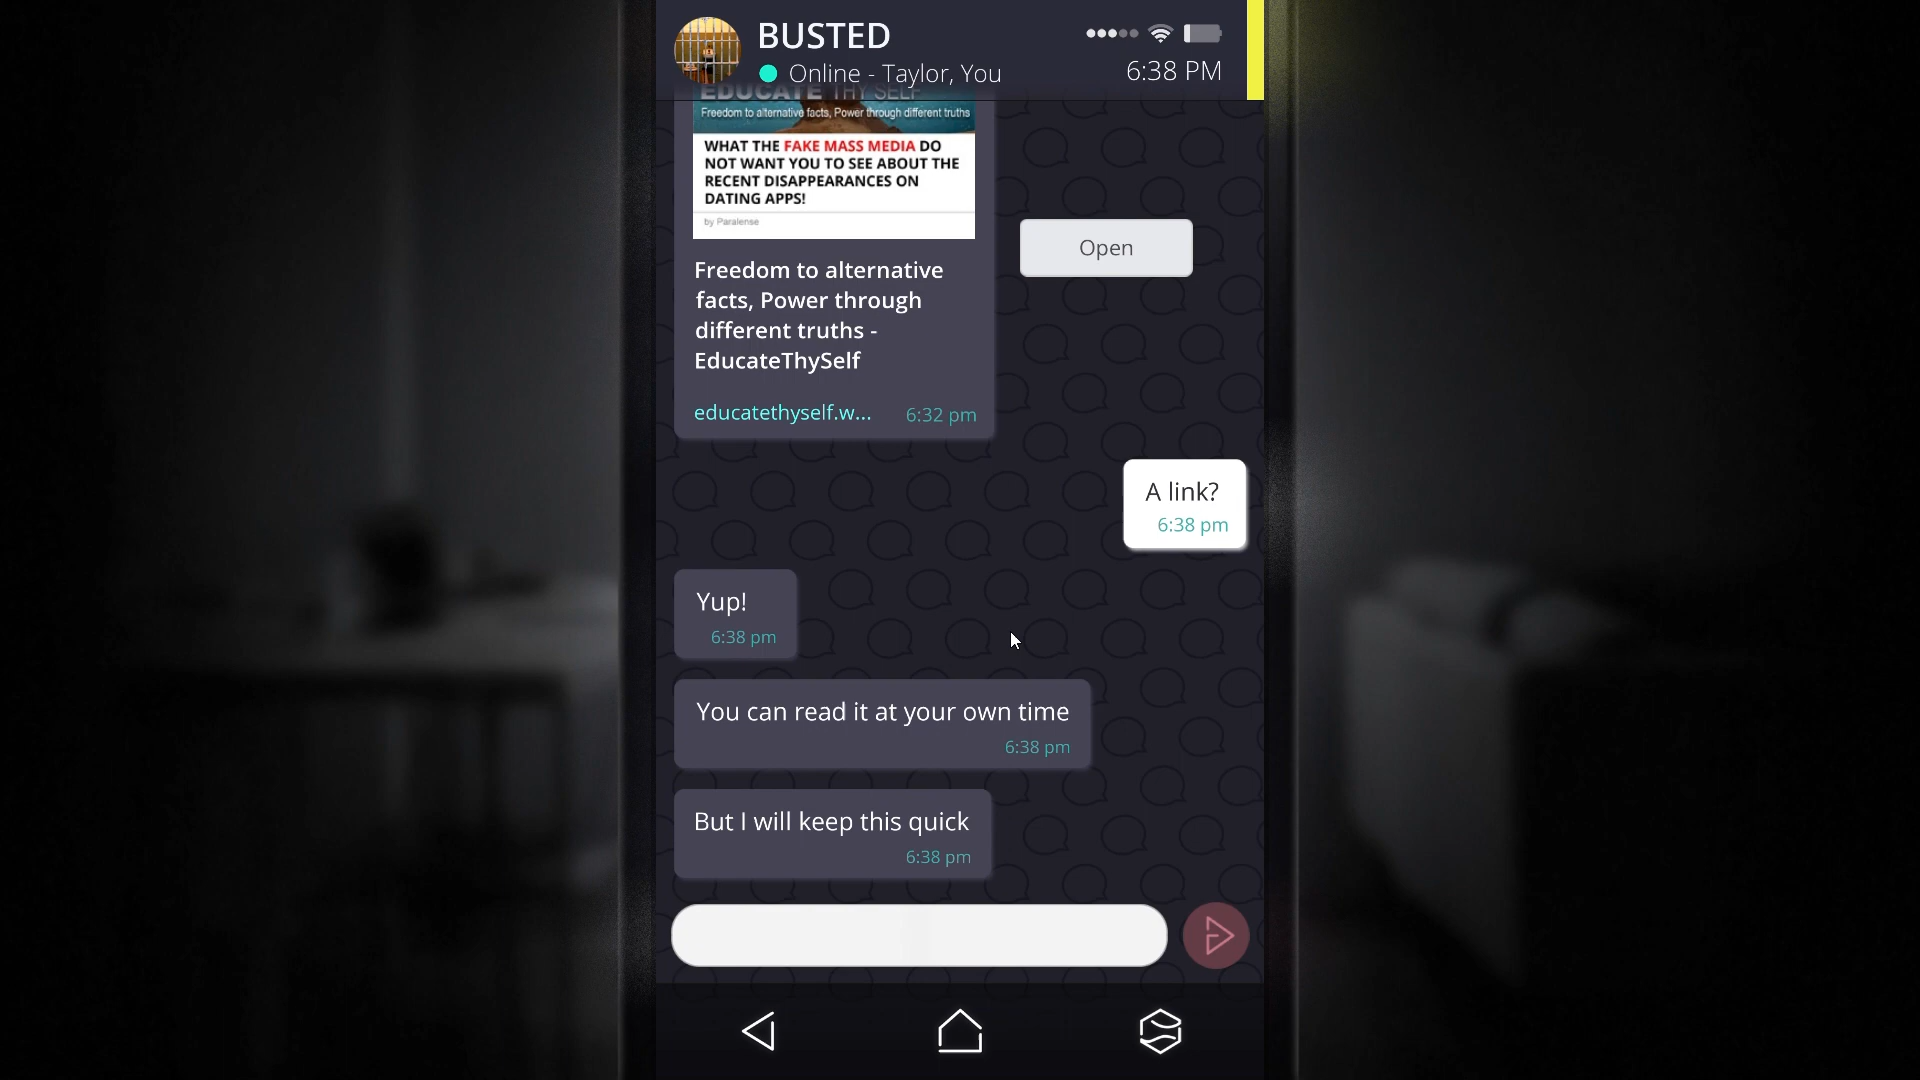 BUSTED
Online - Taylor, You
6:38 PM
EDUCATE THY SELF
Freedom to alternative facts, Power through different truths
WHAT THE FAKE MASS MEDIA DO
NOT WANT YOU TO SEE ABOUT THE
RECENT DISAPPEARANCES ON
DATING APPS!
by Paralense
Open
Freedom to alternative
facts, Power through
different truths -
EducateThySelf
educatethyself.w...
6:32 pm
A link?
6:38 pm
Yup!
6:38 pm
You can read it at your own time
6:38 pm
But I will keep this quick
6:38 pm